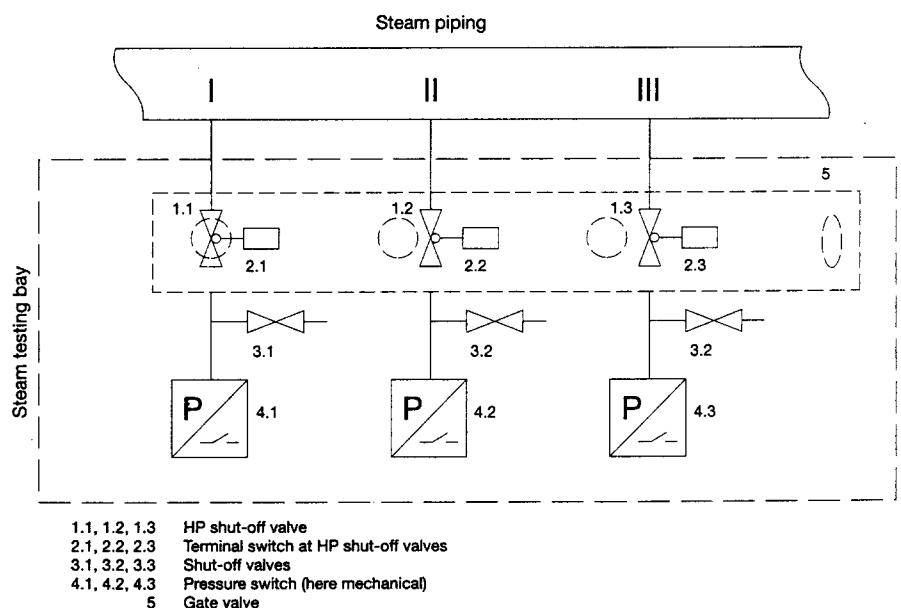 Steam piping
I II III
5
1.1 1.2 1.3
2.1 2.2 2.3
Steam testing bay
3.1 3.2 3.2
P 4.1 P 4.2 P 4.3
1.1, 1.2, 1.3 HP shut-off valve
2.1, 2.2, 2.3 Terminal switch at HP shut-off valves
3.1, 3.2, 3.3 Shut-off valves
4.1, 4.2, 4.3 Pressure switch (here mechanical)
5 Gate valve